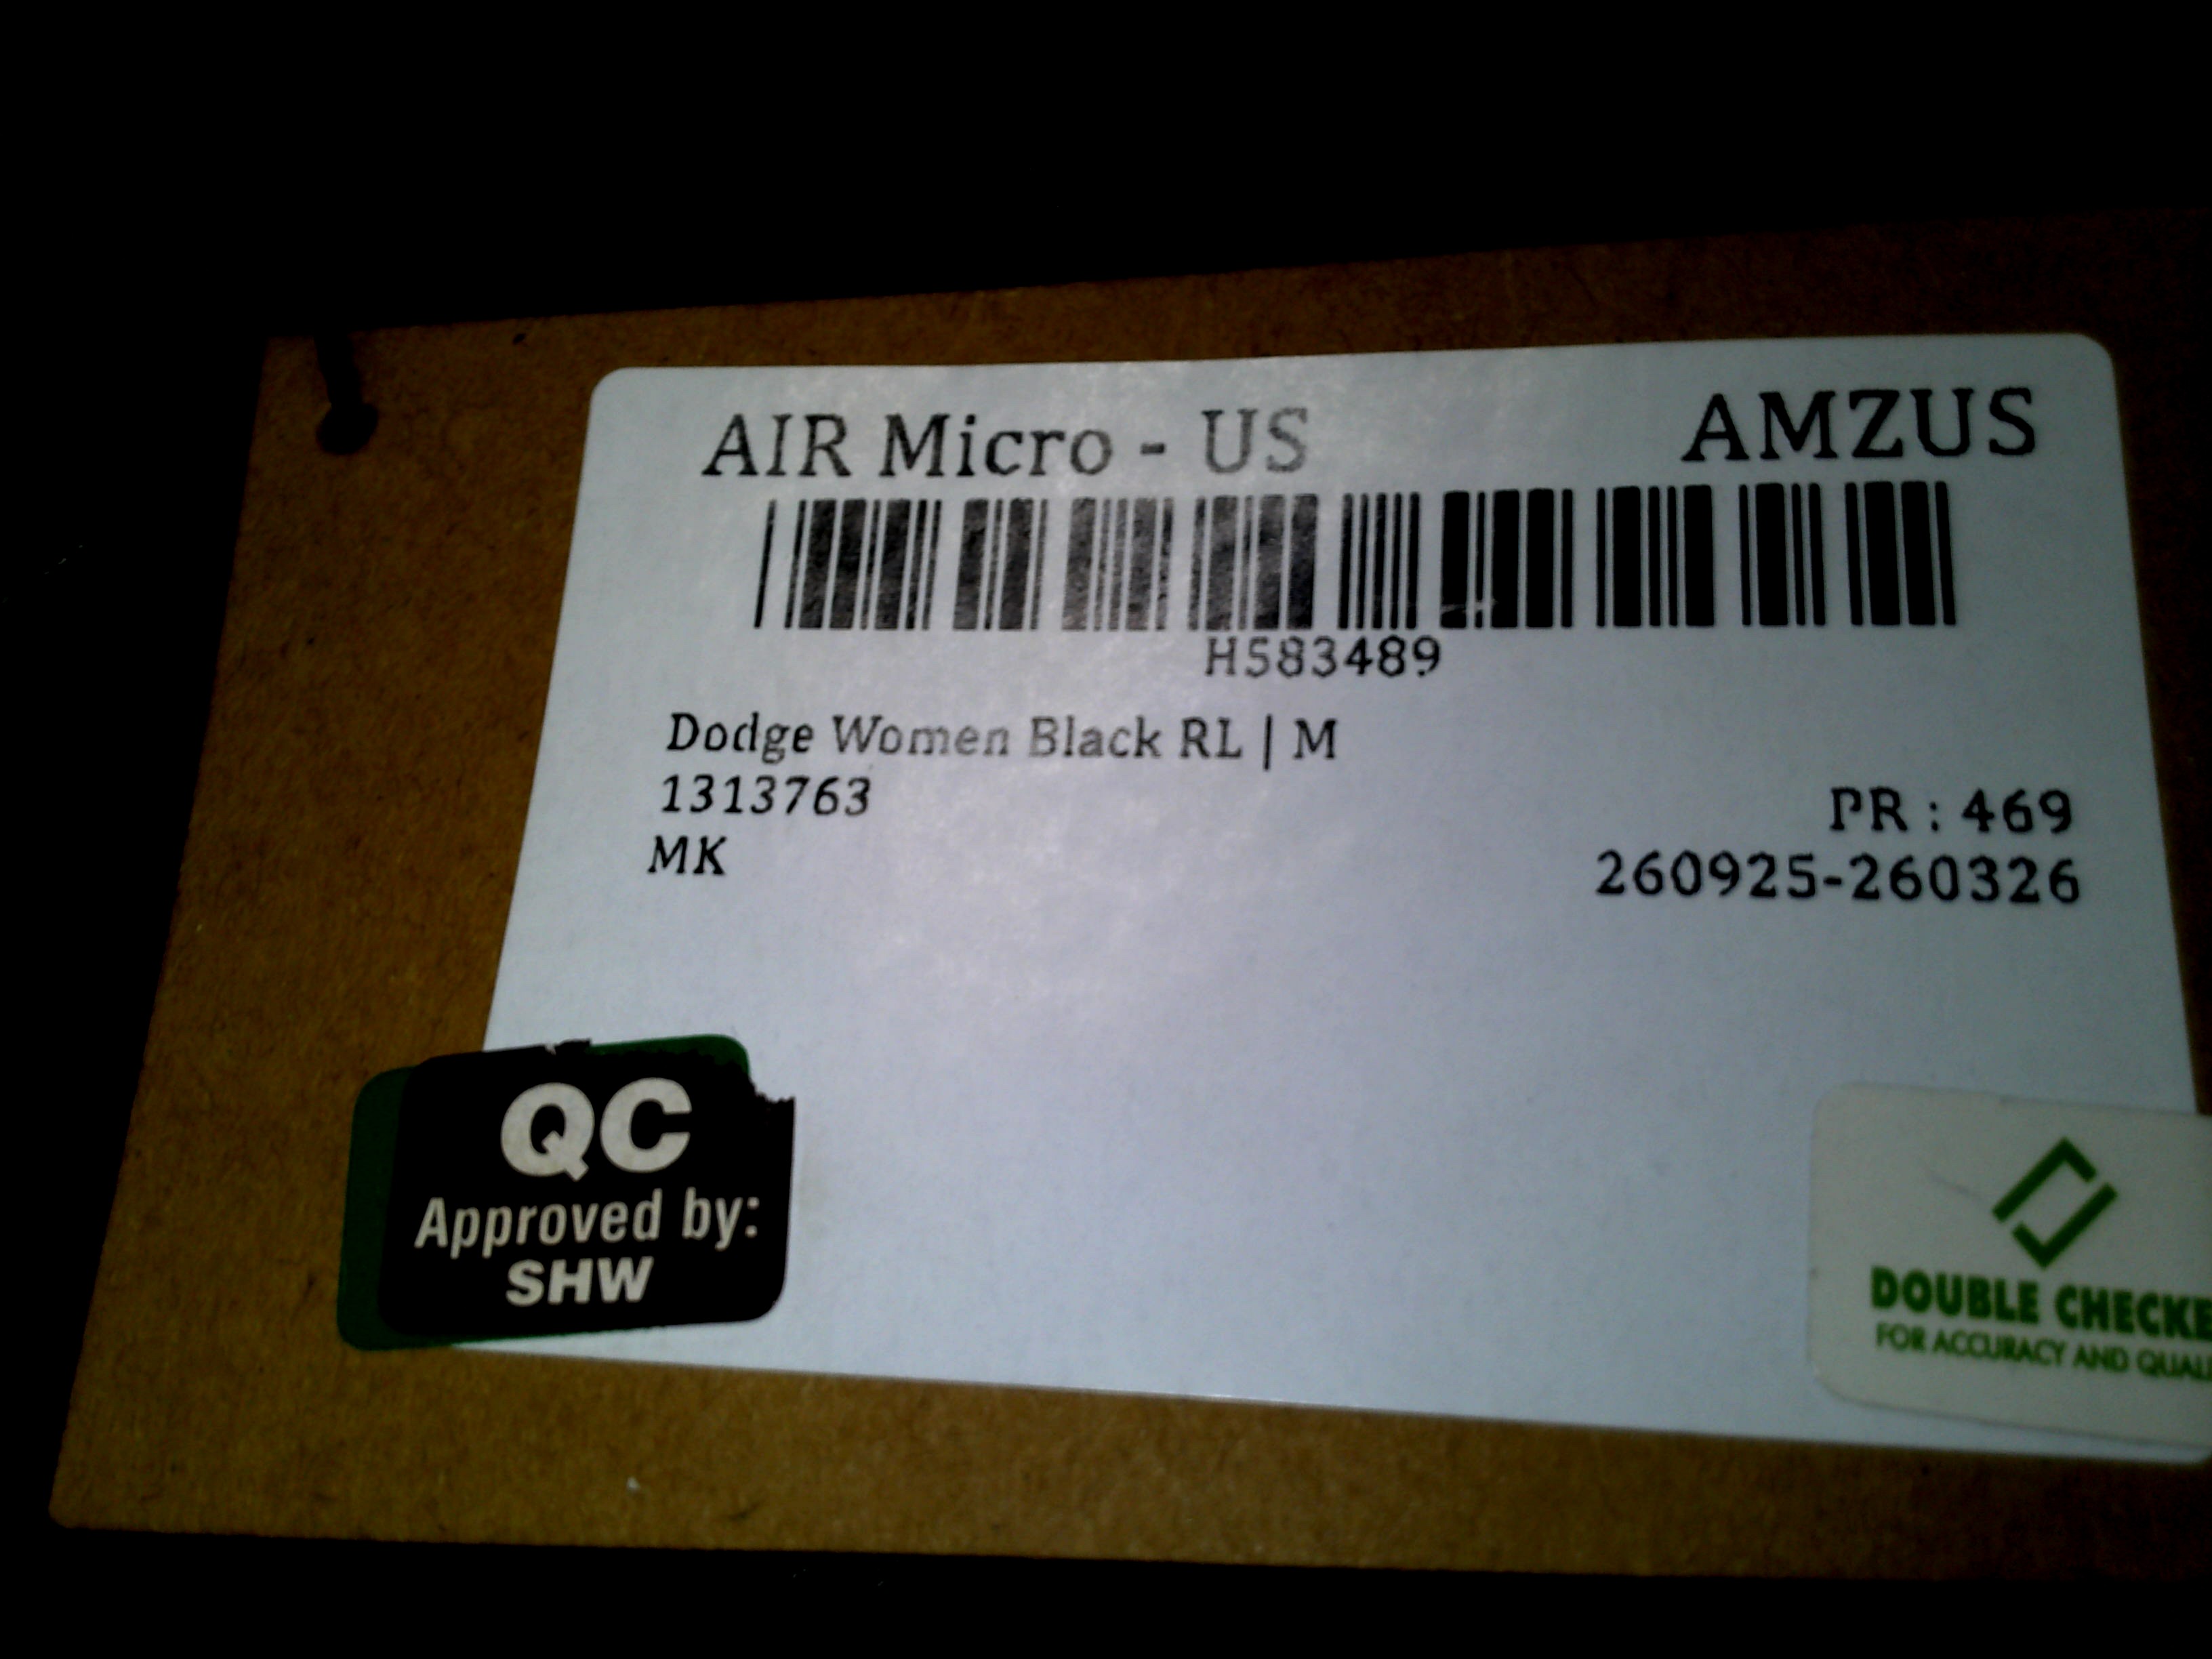 AIR Micro - US
AMZUS
H583489
Dodge Women Black RL | M
1313763
MK
PR : 469
260925-260326
QC
Approved by:
SHW
DOUBLE CHECKE
FOR ACCURACY AND QUALI